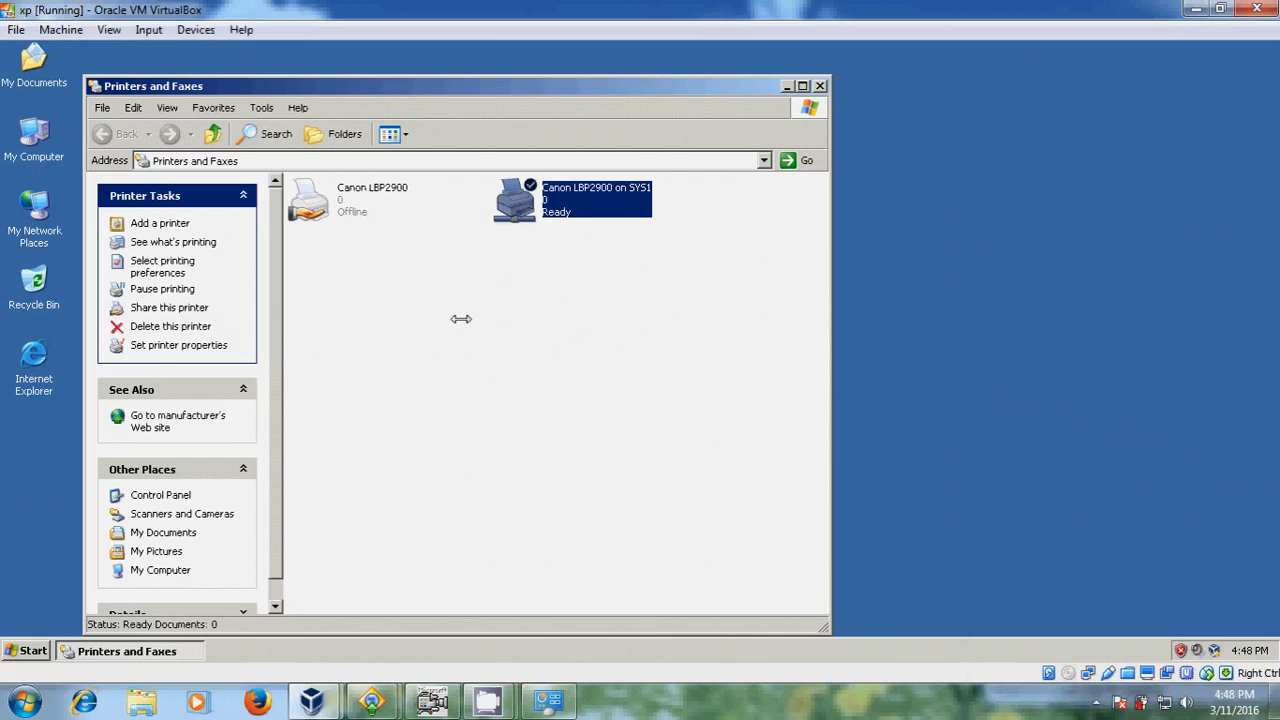 xp [Running] - Oracle VM VirtualBox
File Machine View Input Devices Help
My Documents
My Computer
My Network
Places
Recycle Bin
Internet
Explorer
Printers and Faxes
File Edit View Favorites Tools Help
Back Search Folders
Address Printers and Faxes Go
Printer Tasks
Add a printer
See what's printing
Select printing
preferences
Pause printing
Share this printer
Delete this printer
Set printer properties
See Also
Go to manufacturer's
Web site
Other Places
Control Panel
Scanners and Cameras
My Documents
My Pictures
My Computer
Details
Canon LBP2900
0
Offline
Canon LBP2900 on SYS1
0
Ready
Status: Ready Documents: 0
Start Printers and Faxes 4:48 PM
Right Ctrl
4:48 PM
3/11/2016